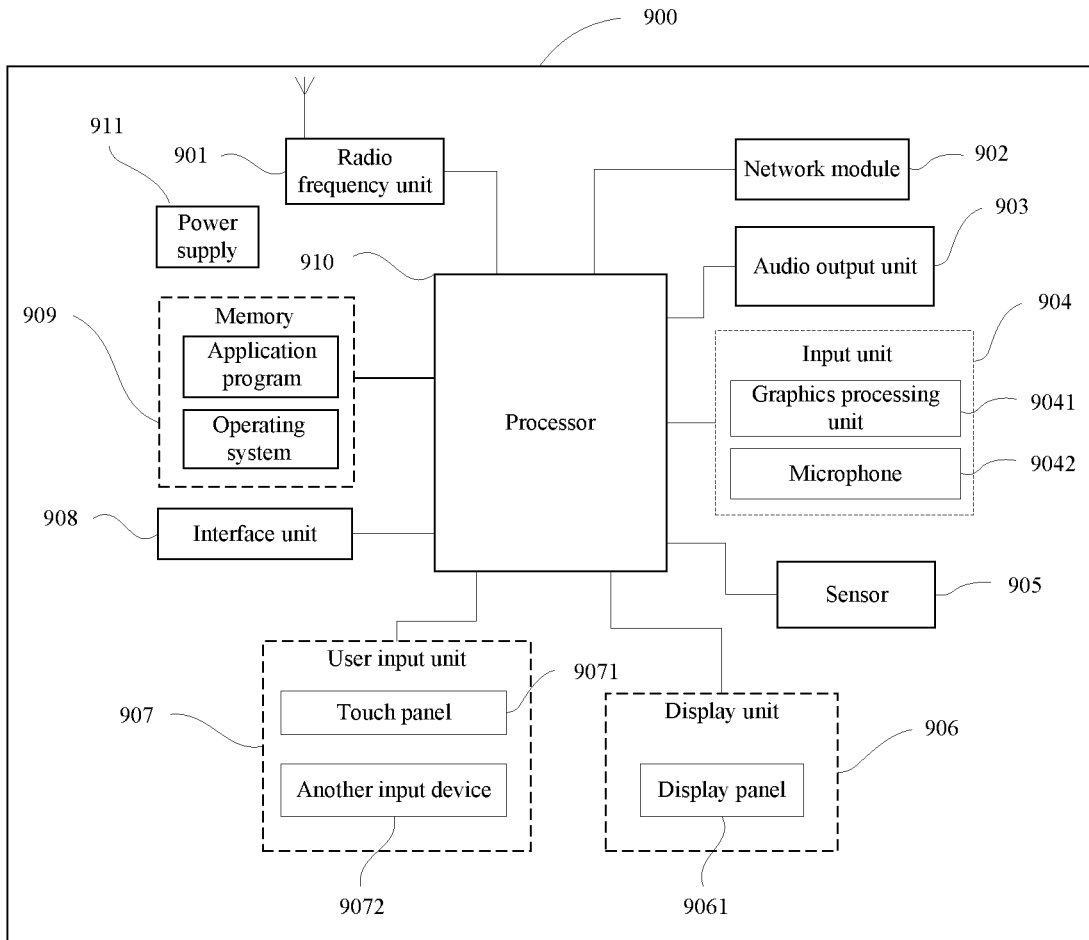 900
911
901
Radio
frequency unit
Network module
902
Power
supply
903
Audio output unit
910
909
Memory
Application
program
Operating
system
Processor
904
Input unit
Graphics processing
unit
9041
Microphone
9042
908
Interface unit
Sensor
905
User input unit
9071
907
Touch panel
Another input device
9072
Display unit
906
Display panel
9061